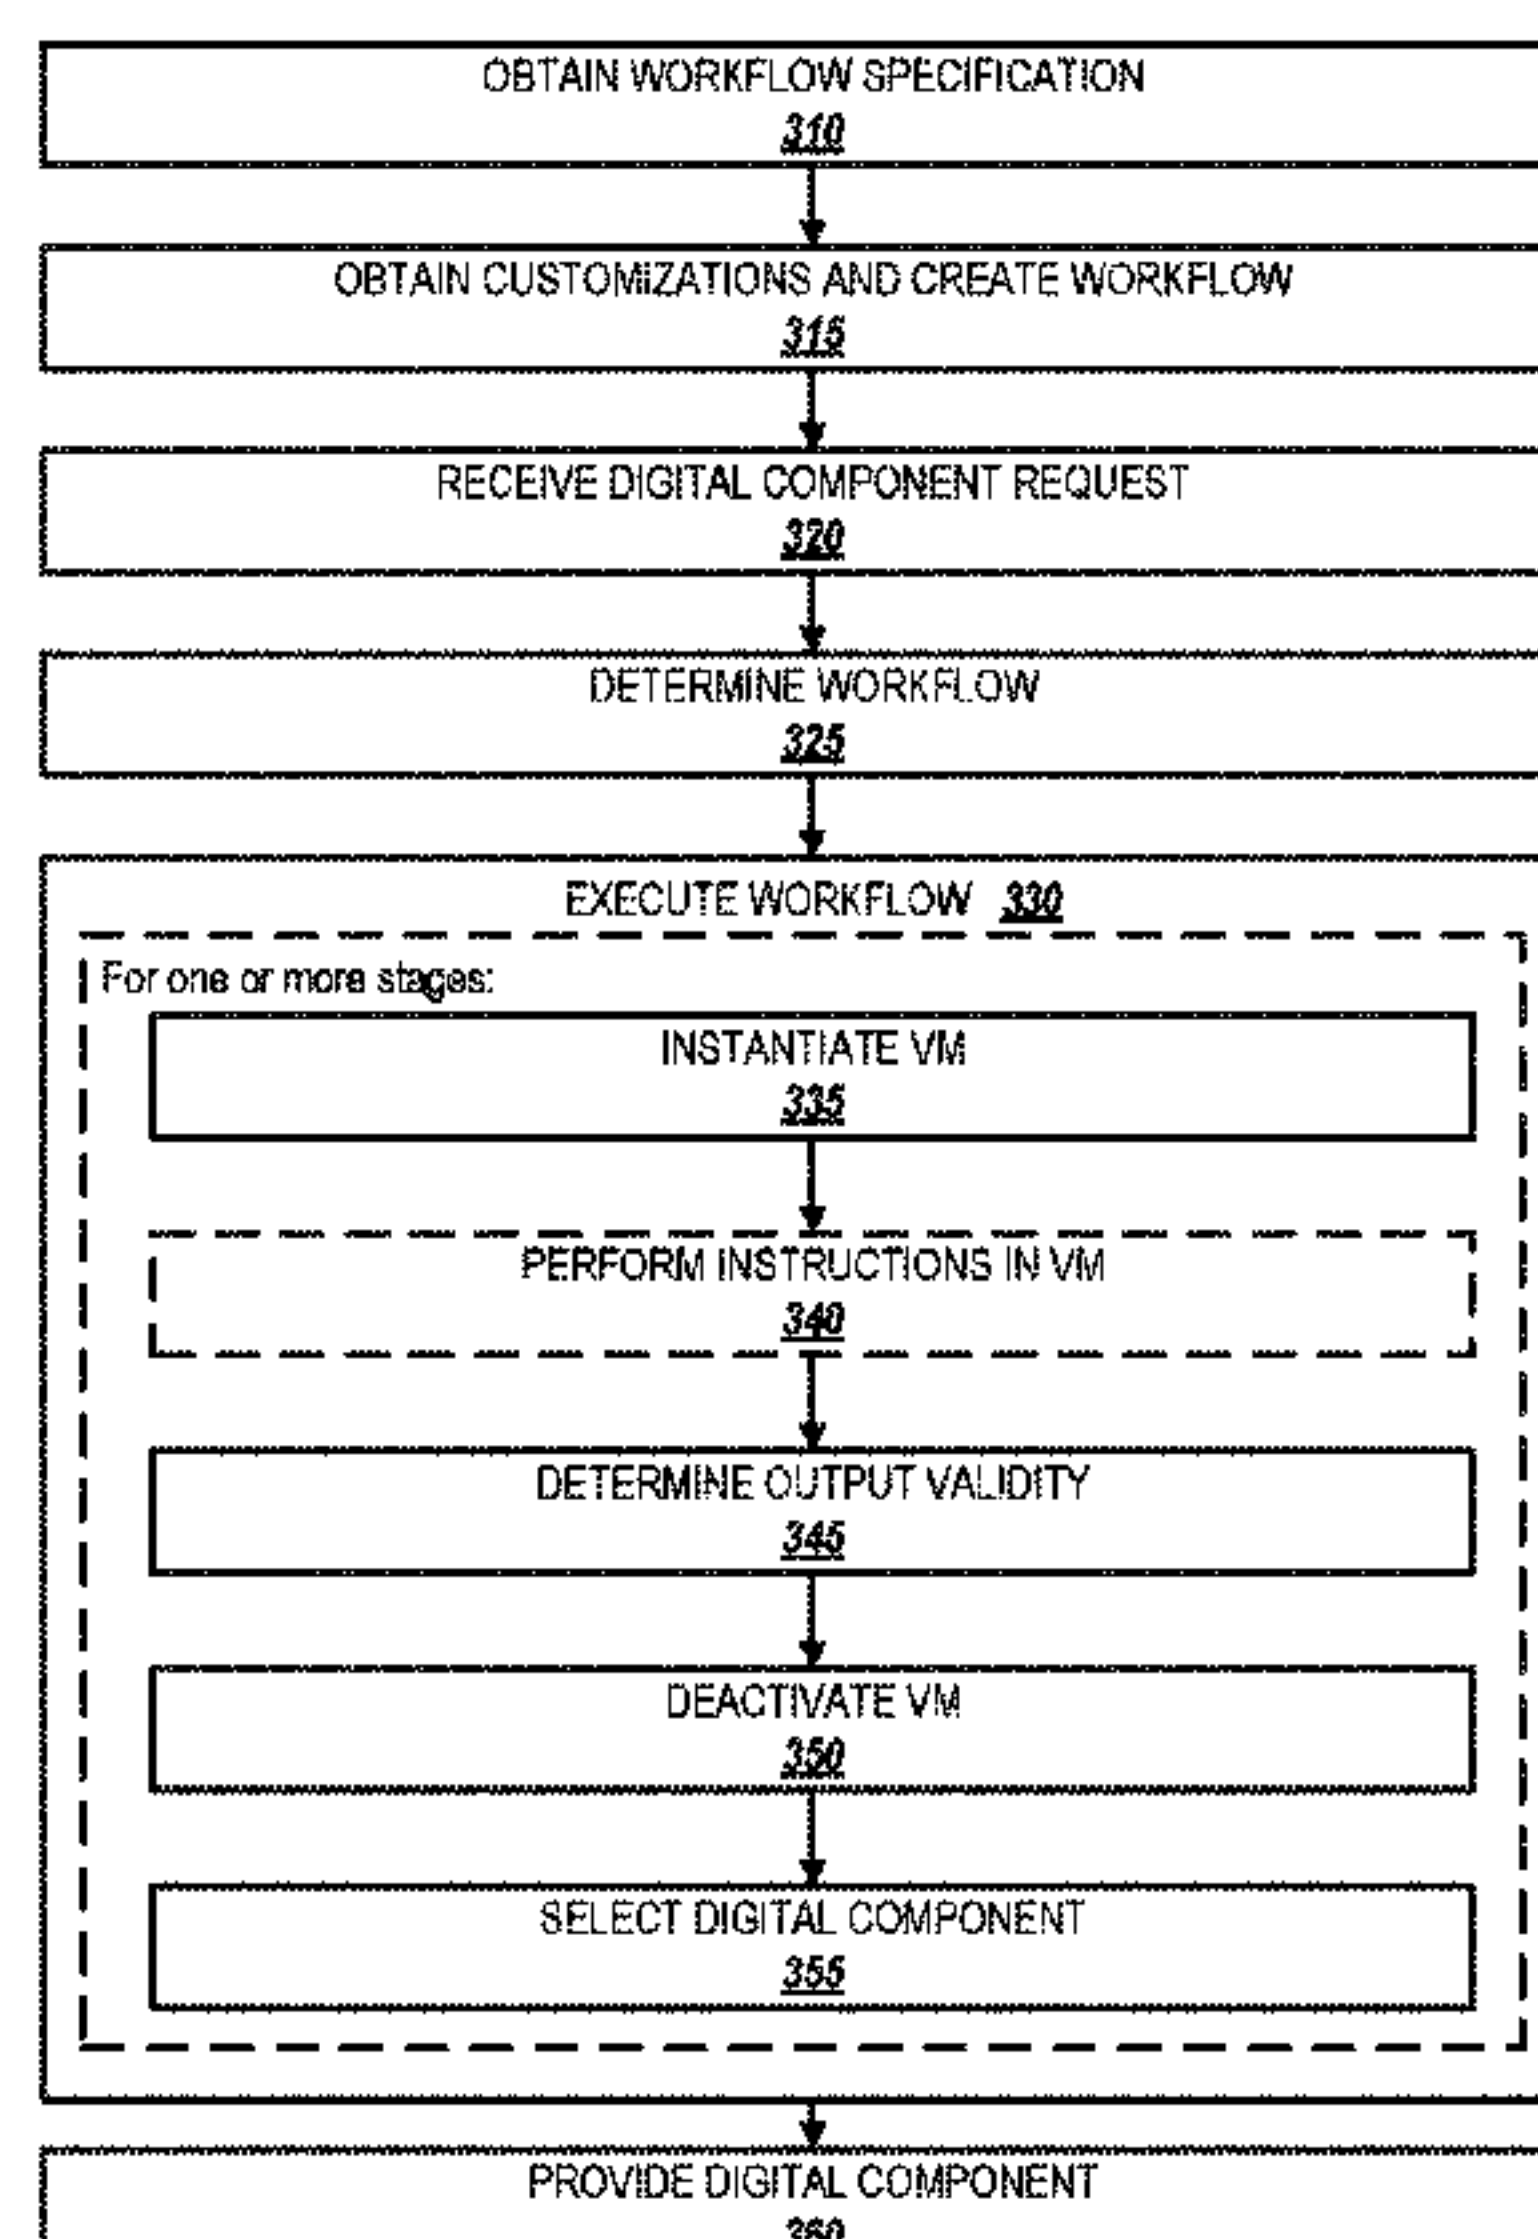 OBTAIN WORKFLOW SPECIFICATION
310
OBTAIN CUSTOMIZATIONS AND CREATE WORKFLOW
315
RECEIVE DIGITAL COMPONENT REQUEST
320
DETERMINE WORKFLOW
325
EXECUTE WORKFLOW 330
For one or more stages:
INSTANTIATE VM
335
PERFORM INSTRUCTIONS IN VM
340
DETERMINE OUTPUT VALIDITY
345
DEACTIVATE VM
350
SELECT DIGITAL COMPONENT
355
PROVIDE DIGITAL COMPONENT
360